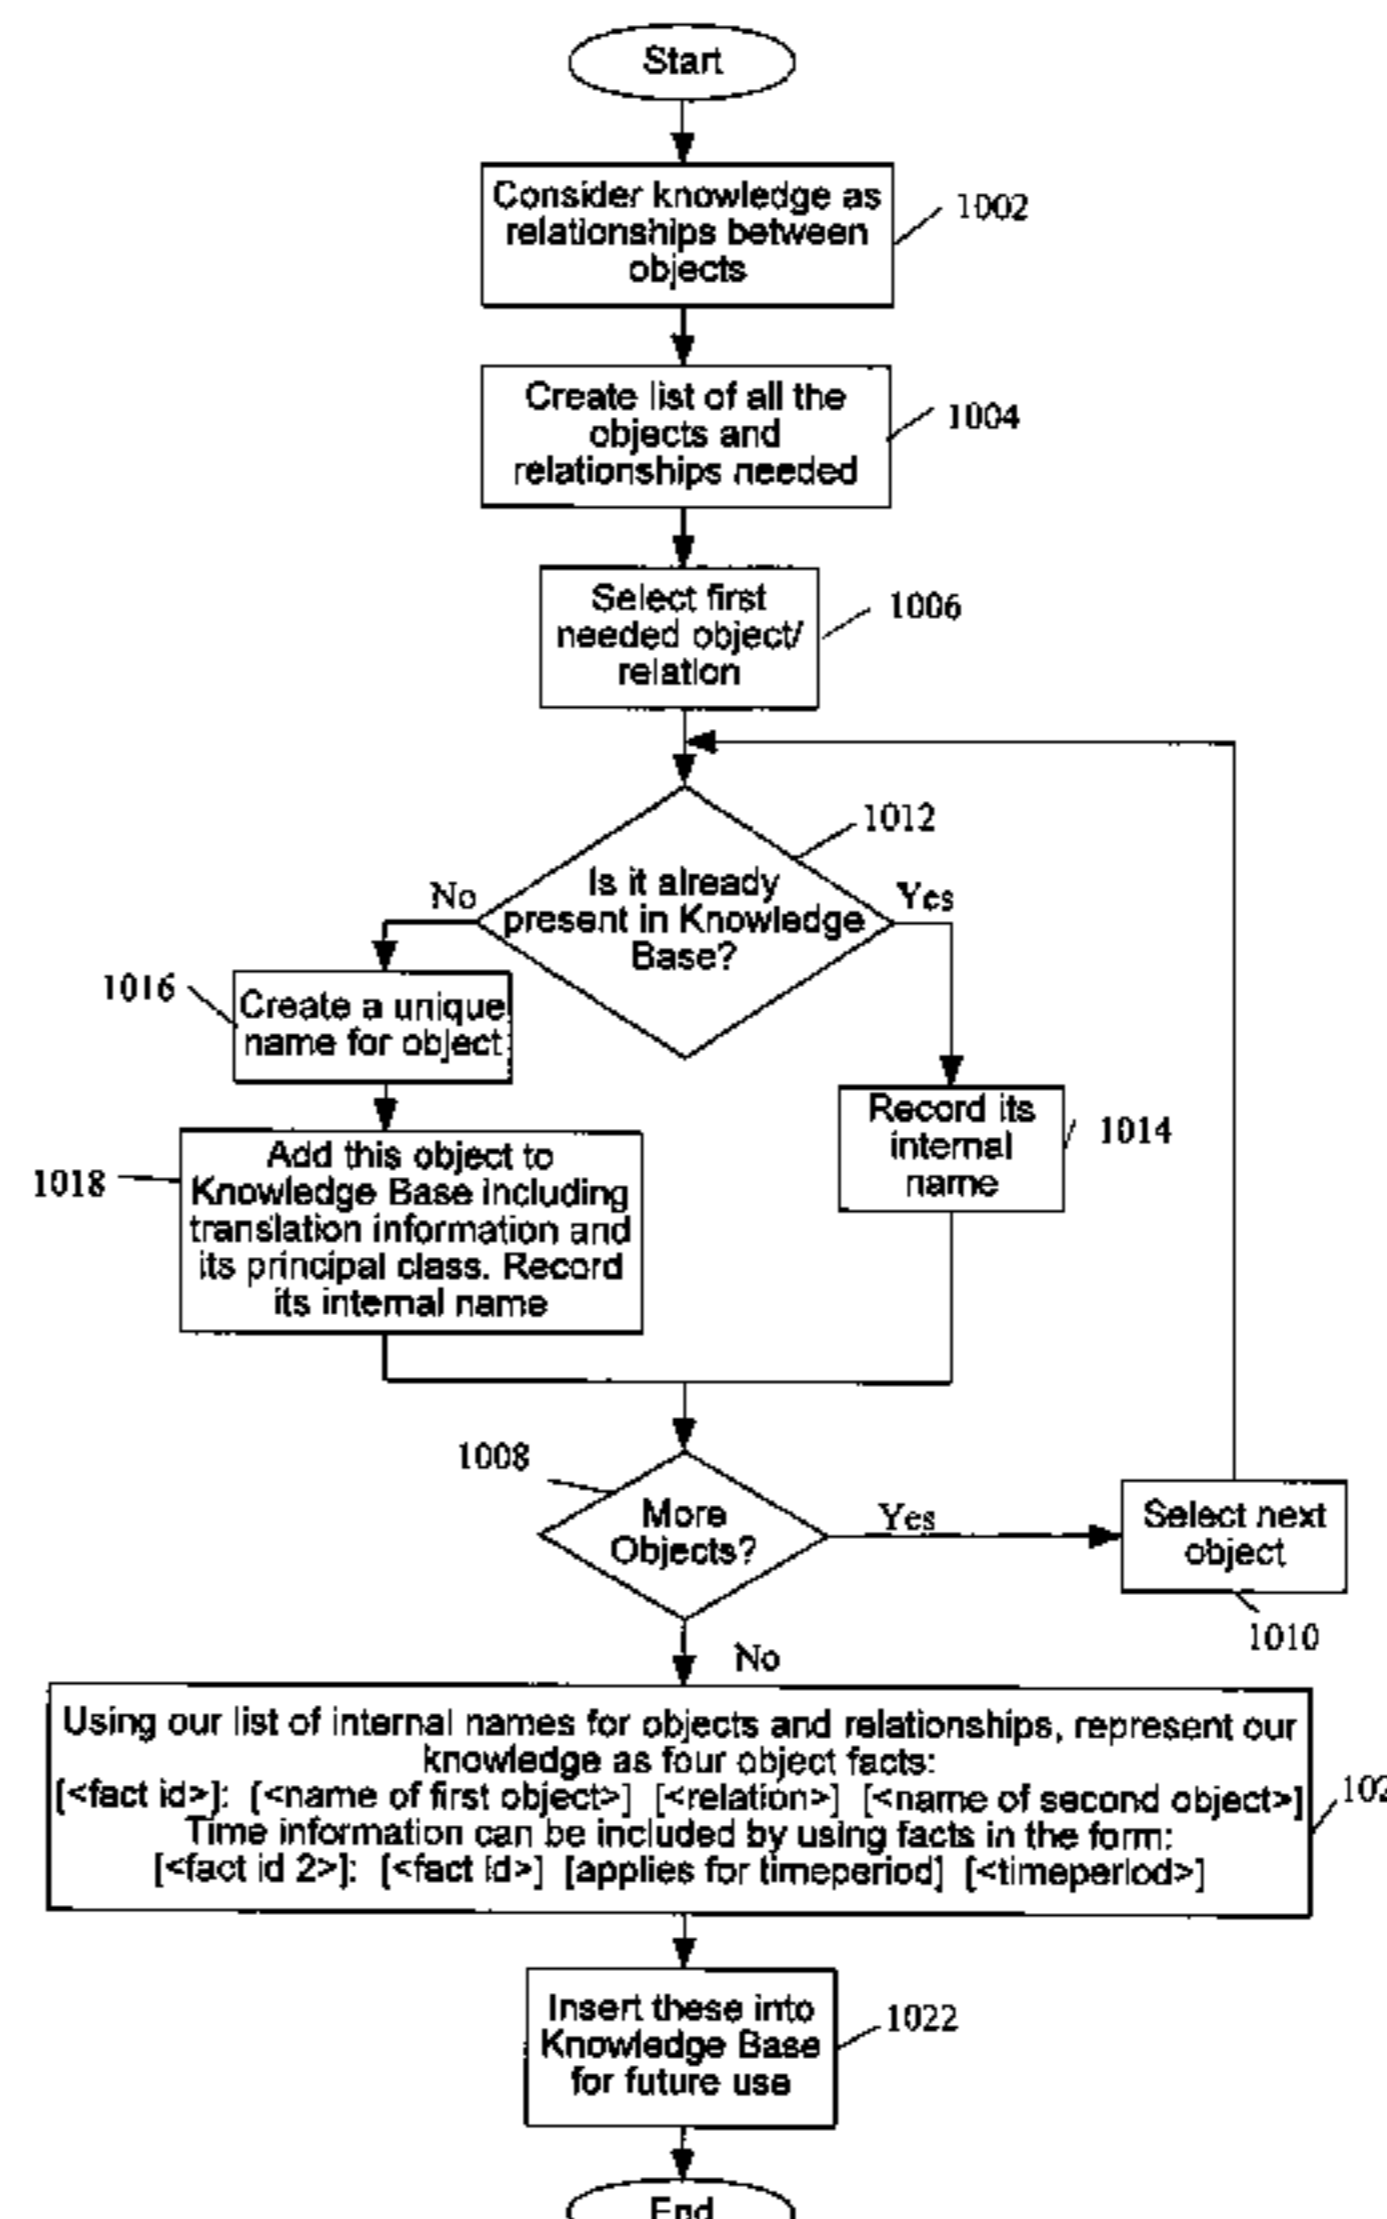 Start
Consider knowledge as
relationships between
objects
1002
Create list of all the
objects and
relationships needed
1004
Select first
needed object/
relation
1006
1012
Is it already
present in Knowledge
Base?
No
Yes
1016
Create a unique
name for object
Record its
internal
name
1014
1018
Add this object to
Knowledge Base including
translation information and
its principal class. Record
its internal name
1008
More
Objects?
Yes
Select next
object
1010
No
Using our list of internal names for objects and relationships, represent our
knowledge as four object facts:
[<fact id>]: [<name of first object>] [<relation>] [<name of second object>]
Time information can be included by using facts in the form:
[<fact id 2>]: [<fact id>] [applies for timeperiod] [<timeperiod>]
Insert these into
Knowledge Base
for future use
1022
End